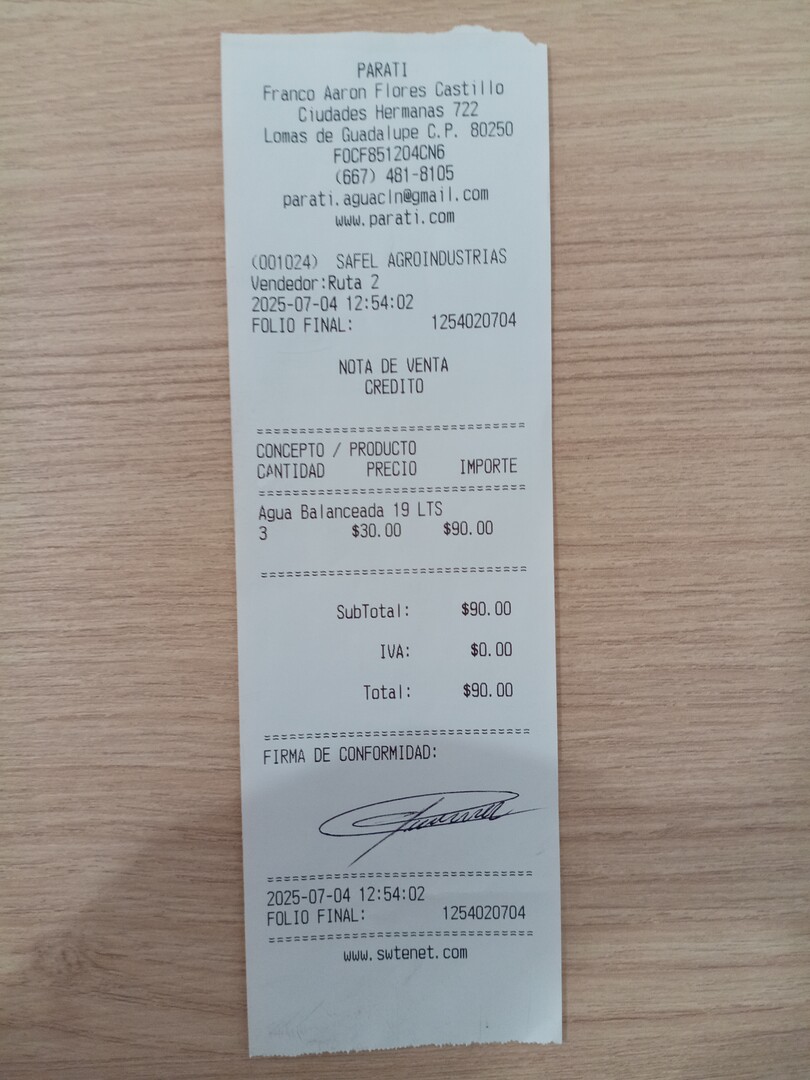 PARATI
Franco Aaron Flores Castillo
Ciudades Hermanas 722
Lomas de Guadalupe C.P. 80250
FOCF851204CN6
(667) 481-8105
parati.aguacln@gmail.com
www.parati.com
(001024) SAFEL AGROINDUSTRIAS
Vendedor:Ruta 2
2025-07-04 12:54:02
FOLIO FINAL: 1254020704
NOTA DE VENTA
CREDITO
==============================
CONCEPTO / PRODUCTO
CANTIDAD PRECIO IMPORTE
==============================
Agua Balanceada 19 LTS
3 $30.00 $90.00
==============================
SubTotal: $90.00
IVA: $0.00
Total: $90.00
==============================
FIRMA DE CONFORMIDAD:
==============================
2025-07-04 12:54:02
FOLIO FINAL: 1254020704
==============================
www.swtenet.com